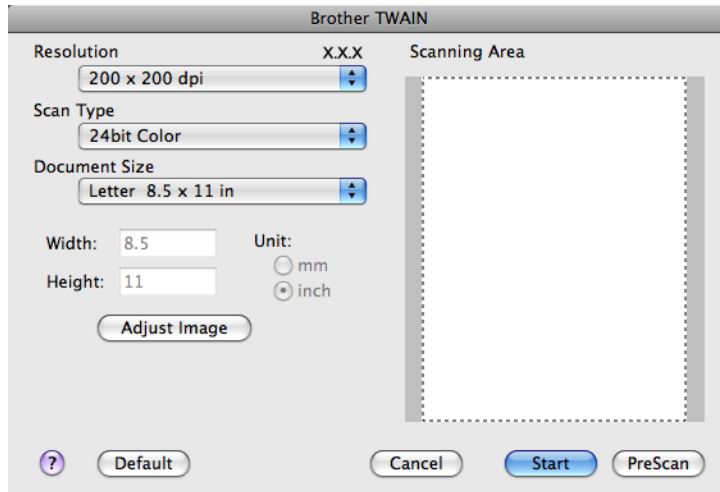 Brother TWAIN
Resolution X.X.X
200 x 200 dpi
Scan Type
24bit Color
Document Size
Letter 8.5 x 11 in
Width: 8.5
Height: 11
Unit:
mm
inch
Adjust Image
Scanning Area
? Default Cancel Start PreScan